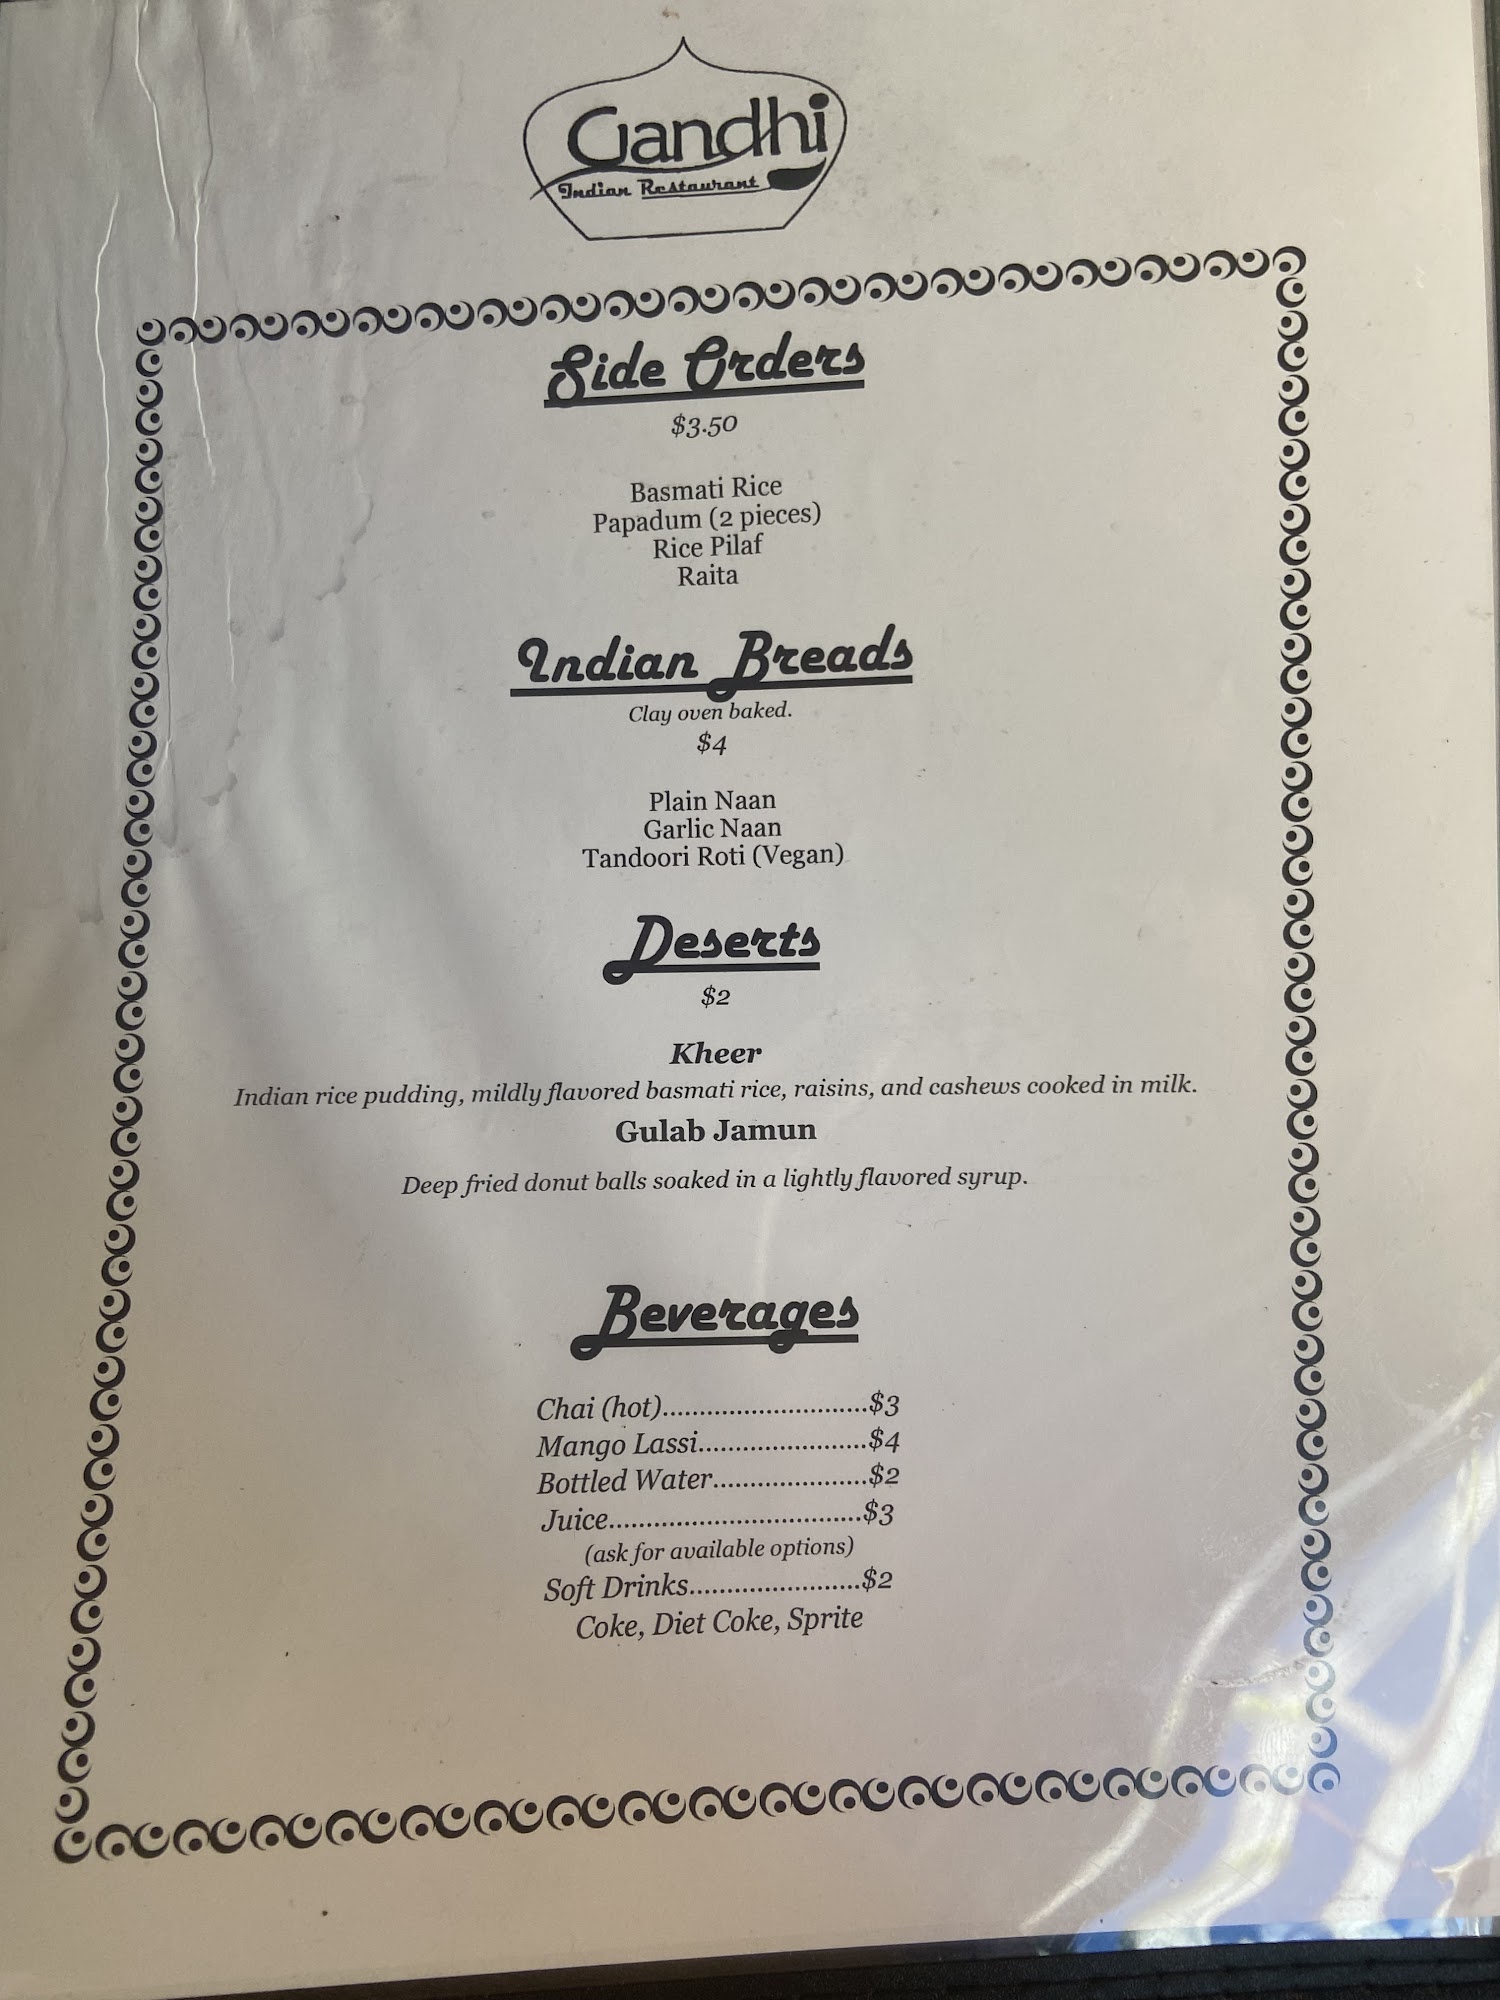 Gandhi
Indian Restaurant
Side Orders
$3.50
Basmati Rice
Papadum (2 pieces)
Rice Pilaf
Raita
Indian Breads
Clay oven baked.
$4
Plain Naan
Garlic Naan
Tandoori Roti (Vegan)
Deserts
$2
Kheer
Indian rice pudding, mildly flavored basmati rice, raisins, and cashews cooked in milk.
Gulab Jamun
Deep fried donut balls soaked in a lightly flavored syrup.
Beverages
Chai (hot)............................$3
Mango Lassi.......................$4
Bottled Water.....................$2
Juice..................................$3
(ask for available options)
Soft Drinks.......................$2
Coke, Diet Coke, Sprite